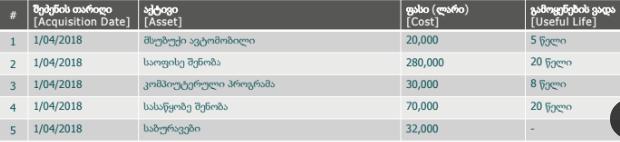 # შეძენის თარიღი [Acquisition Date] აქტივი [Asset] ფასი (ლარი) [Cost] გამოყენების ვადა [Useful Life]
1 1/04/2018 მსუბუქი ავტომობილი 20,000 5 წელი
2 1/04/2018 საოფისე შენობა 280,000 20 წელი
3 1/04/2018 კომპიუტერული პროგრამა 30,000 8 წელი
4 1/04/2018 სასაწყობე შენობა 70,000 20 წელი
5 1/04/2018 საბურავები 32,000 -